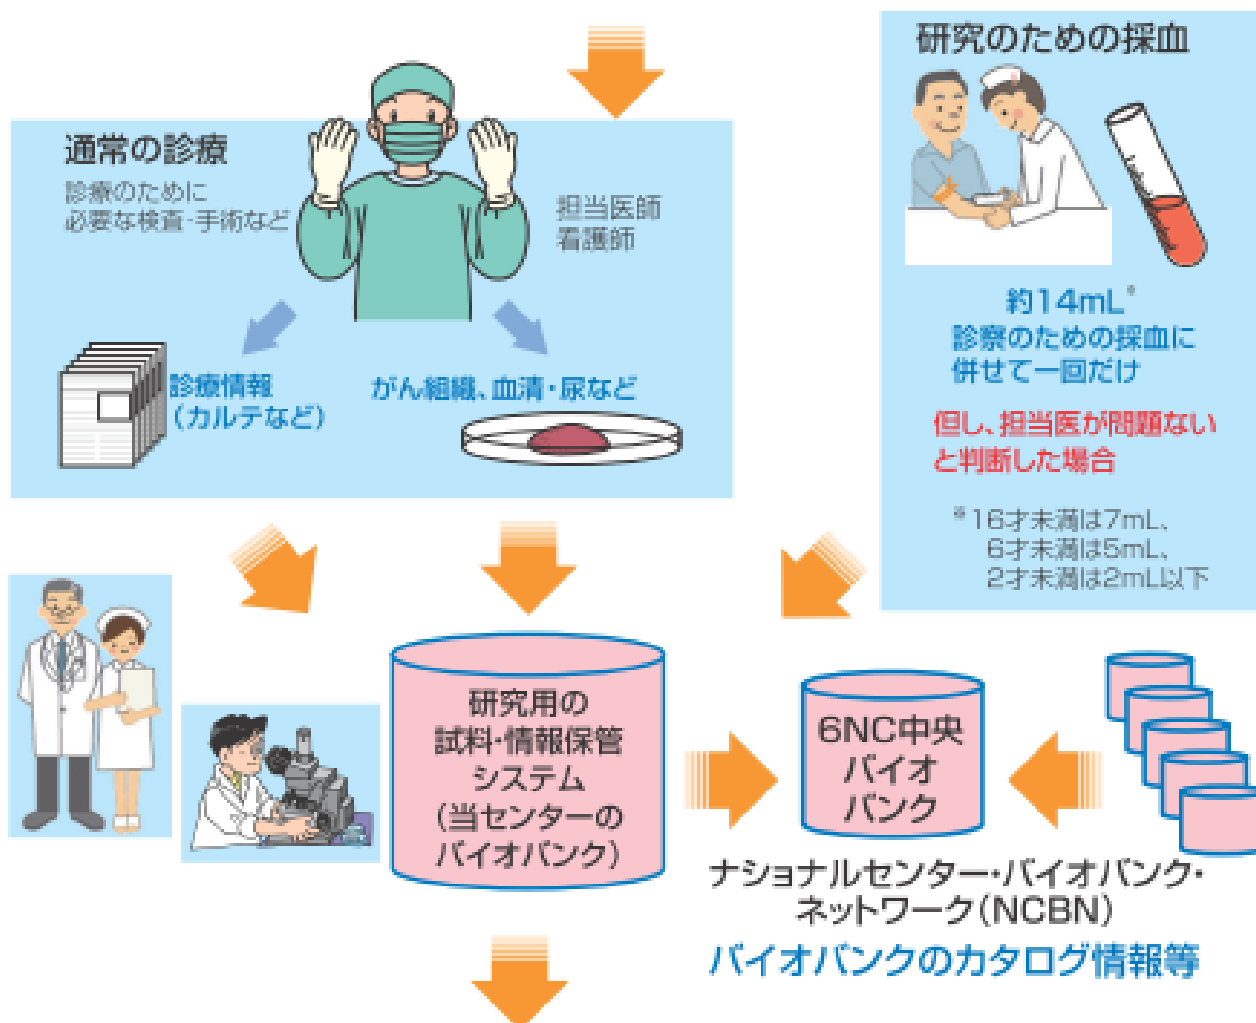 通常の診療
診療のために
必要な検査・手術など
担当医師
看護師
診療情報
（カルテなど）
がん組織、血清・尿など
研究のための採血
約14mL※
診察のための採血に
併せて一回だけ
但し、担当医が問題ない
と判断した場合
※16才未満は7mL、
6才未満は5mL、
2才未満は2mL以下
研究用の
試料・情報保管
システム
（当センターの
バイオバンク）
6NC中央
バイオ
バンク
ナショナルセンター・バイオバンク・
ネットワーク（NCBN）
バイオバンクのカタログ情報等